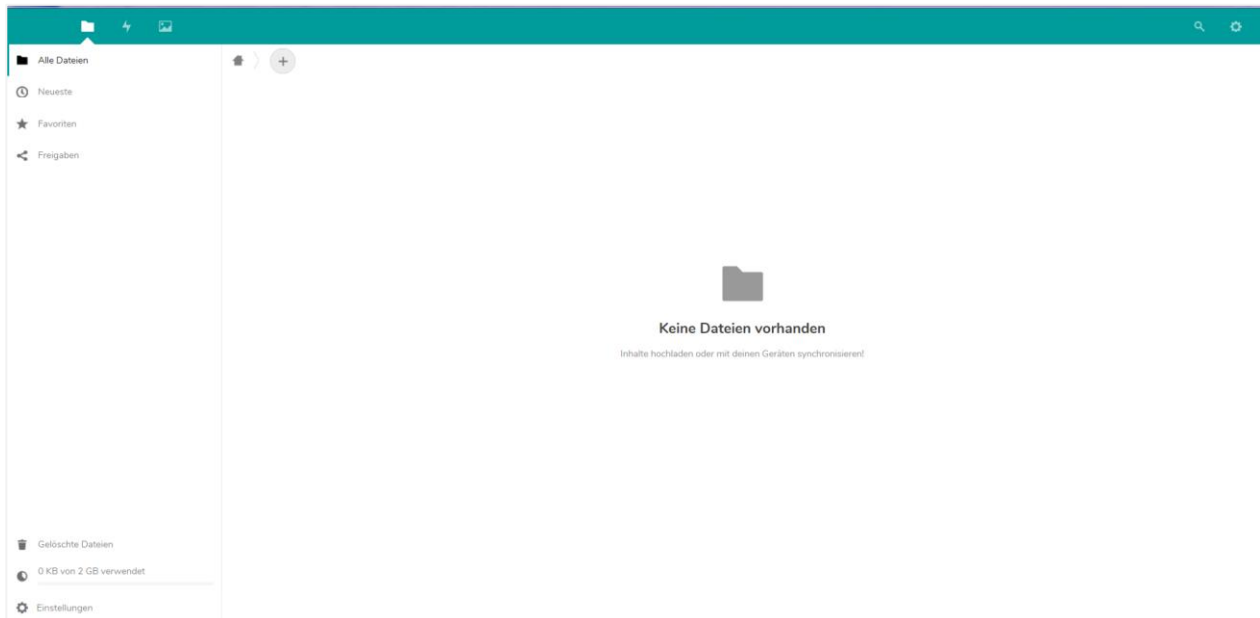 Alle Dateien
Neueste
Favoriten
Freigaben
Keine Dateien vorhanden
Inhalte hochladen oder mit deinen Geräten synchronisieren!
Gelöschte Dateien
0 KB von 2 GB verwendet
Einstellungen